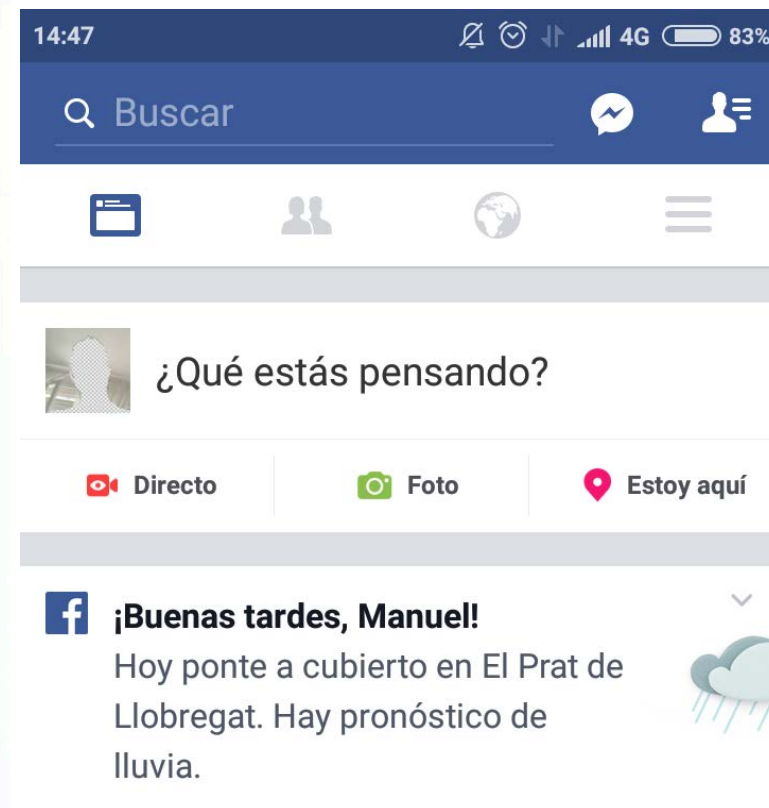 14:47 4G 83%
Buscar
¿Qué estás pensando?
Directo Foto Estoy aquí
¡Buenas tardes, Manuel!
Hoy ponte a cubierto en El Prat de
Llobregat. Hay pronóstico de
lluvia.